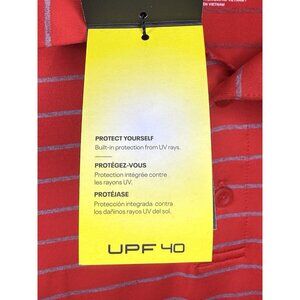 PROTECT YOURSELF
Built-in protection from UV rays.
PROTÉGEZ-VOUS
Protection intégrée contre
les rayons UV.
PROTÉJASE
Protección integrada contra
los dañinos rayos UV del sol.
UPF 40